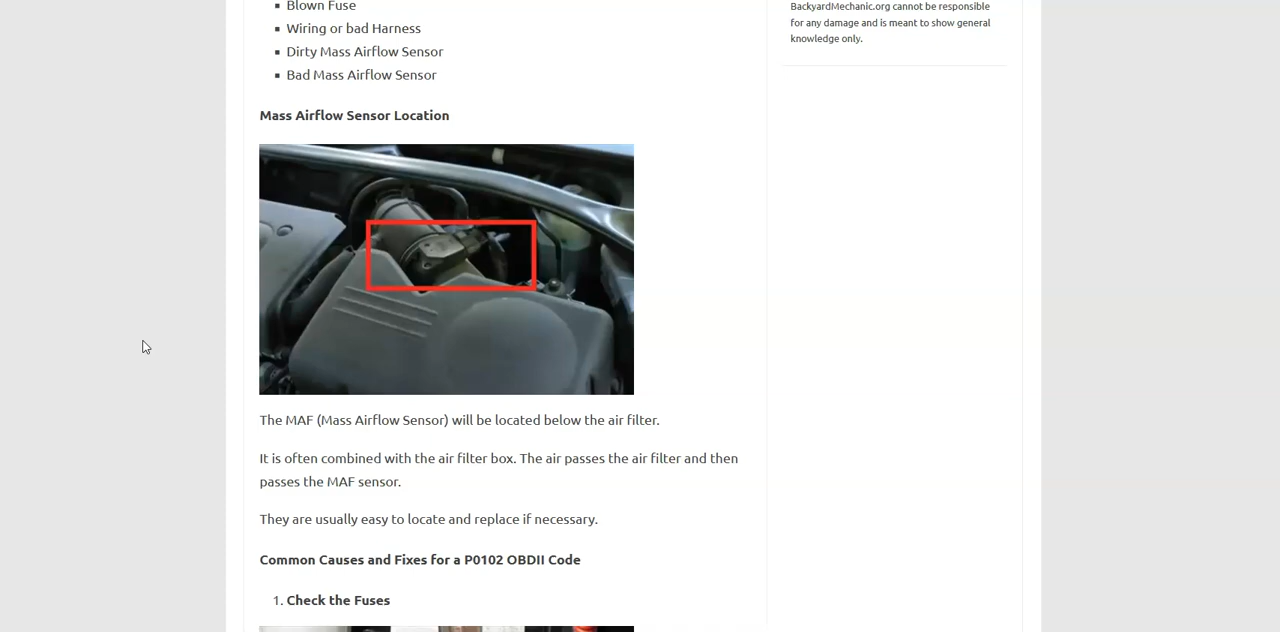 Blown Fuse
Wiring or bad Harness
Dirty Mass Airflow Sensor
Bad Mass Airflow Sensor
Mass Airflow Sensor Location
The MAF (Mass Airflow Sensor) will be located below the air filter.
It is often combined with the air filter box. The air passes the air filter and then
passes the MAF sensor.
They are usually easy to locate and replace if necessary.
Common Causes and Fixes for a P0102 OBDII Code
1. Check the Fuses
BackyardMechanic.org cannot be responsible
for any damage and is meant to show general
knowledge only.